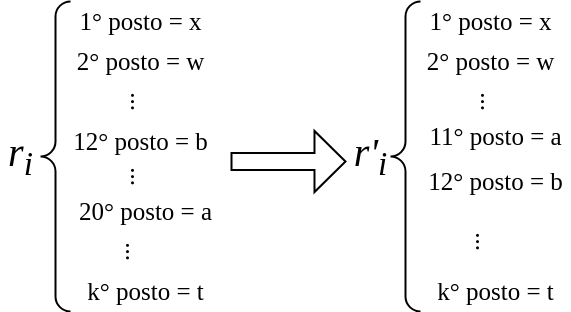 1° posto = x
2° posto = w
⋮
12° posto = b
⋮
20° posto = a
⋮
k° posto = t
r_i
1° posto = x
2° posto = w
⋮
11° posto = a
12° posto = b
⋮
k° posto = t
r'_i